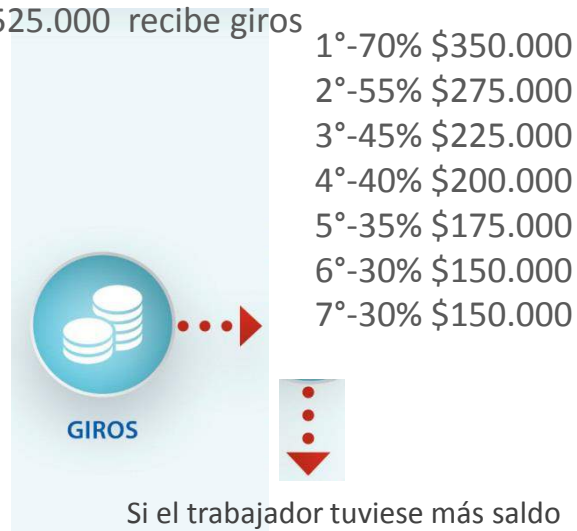 525.000 recibe giros
1°-70% $350.000
2°-55% $275.000
3°-45% $225.000
4°-40% $200.000
5°-35% $175.000
6°-30% $150.000
7°-30% $150.000
GIROS
Si el trabajador tuviese más saldo